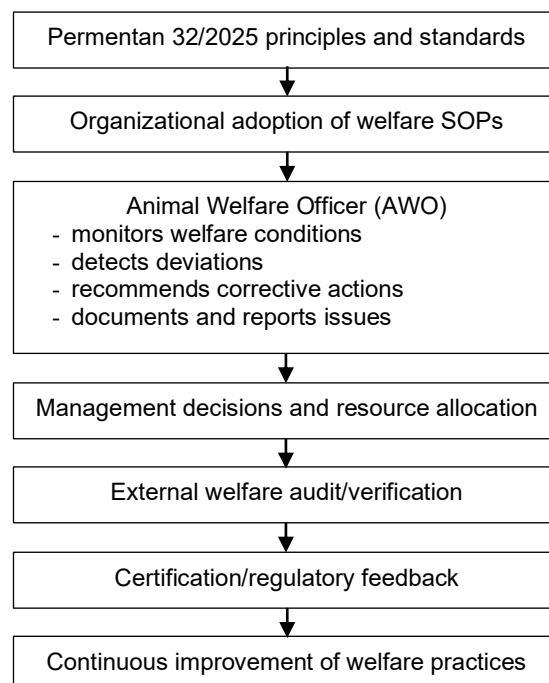 Permentan 32/2025 principles and standards
Organizational adoption of welfare SOPs
Animal Welfare Officer (AWO)
- monitors welfare conditions
- detects deviations
- recommends corrective actions
- documents and reports issues
Management decisions and resource allocation
External welfare audit/verification
Certification/regulatory feedback
Continuous improvement of welfare practices